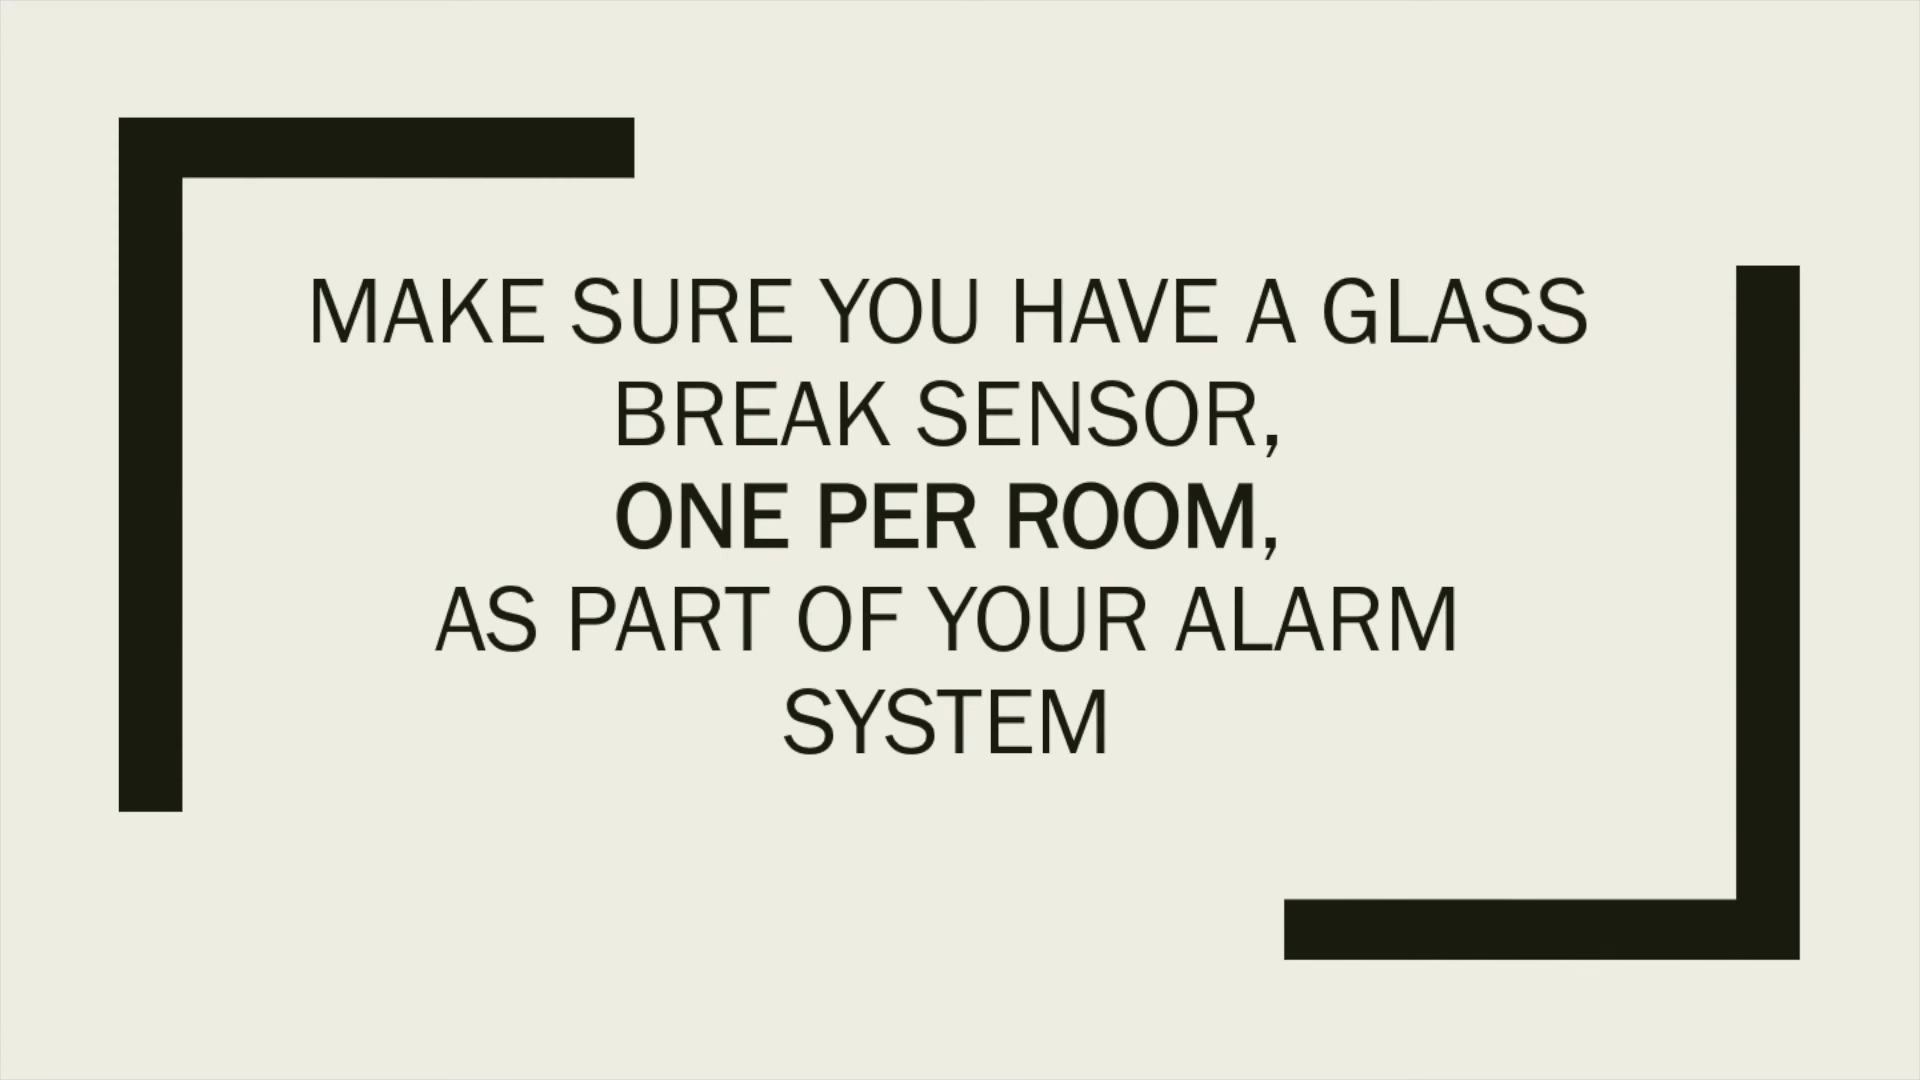 MAKE SURE YOU HAVE A GLASS
BREAK SENSOR,
ONE PER ROOM,
AS PART OF YOUR ALARM
SYSTEM